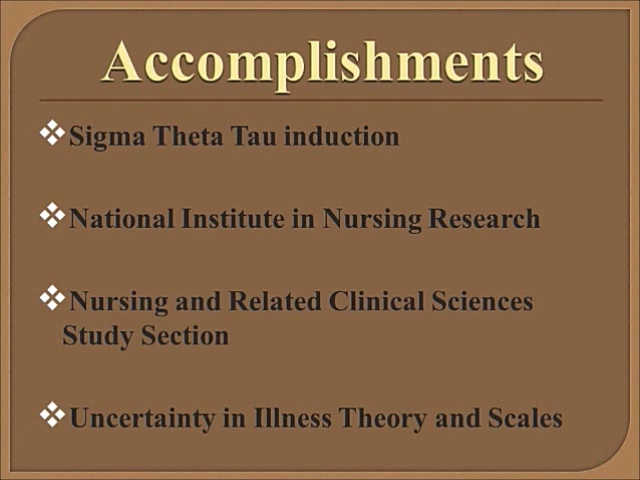 Accomplishments
❖Sigma Theta Tau induction
❖National Institute in Nursing Research
❖Nursing and Related Clinical Sciences
Study Section
❖Uncertainty in Illness Theory and Scales